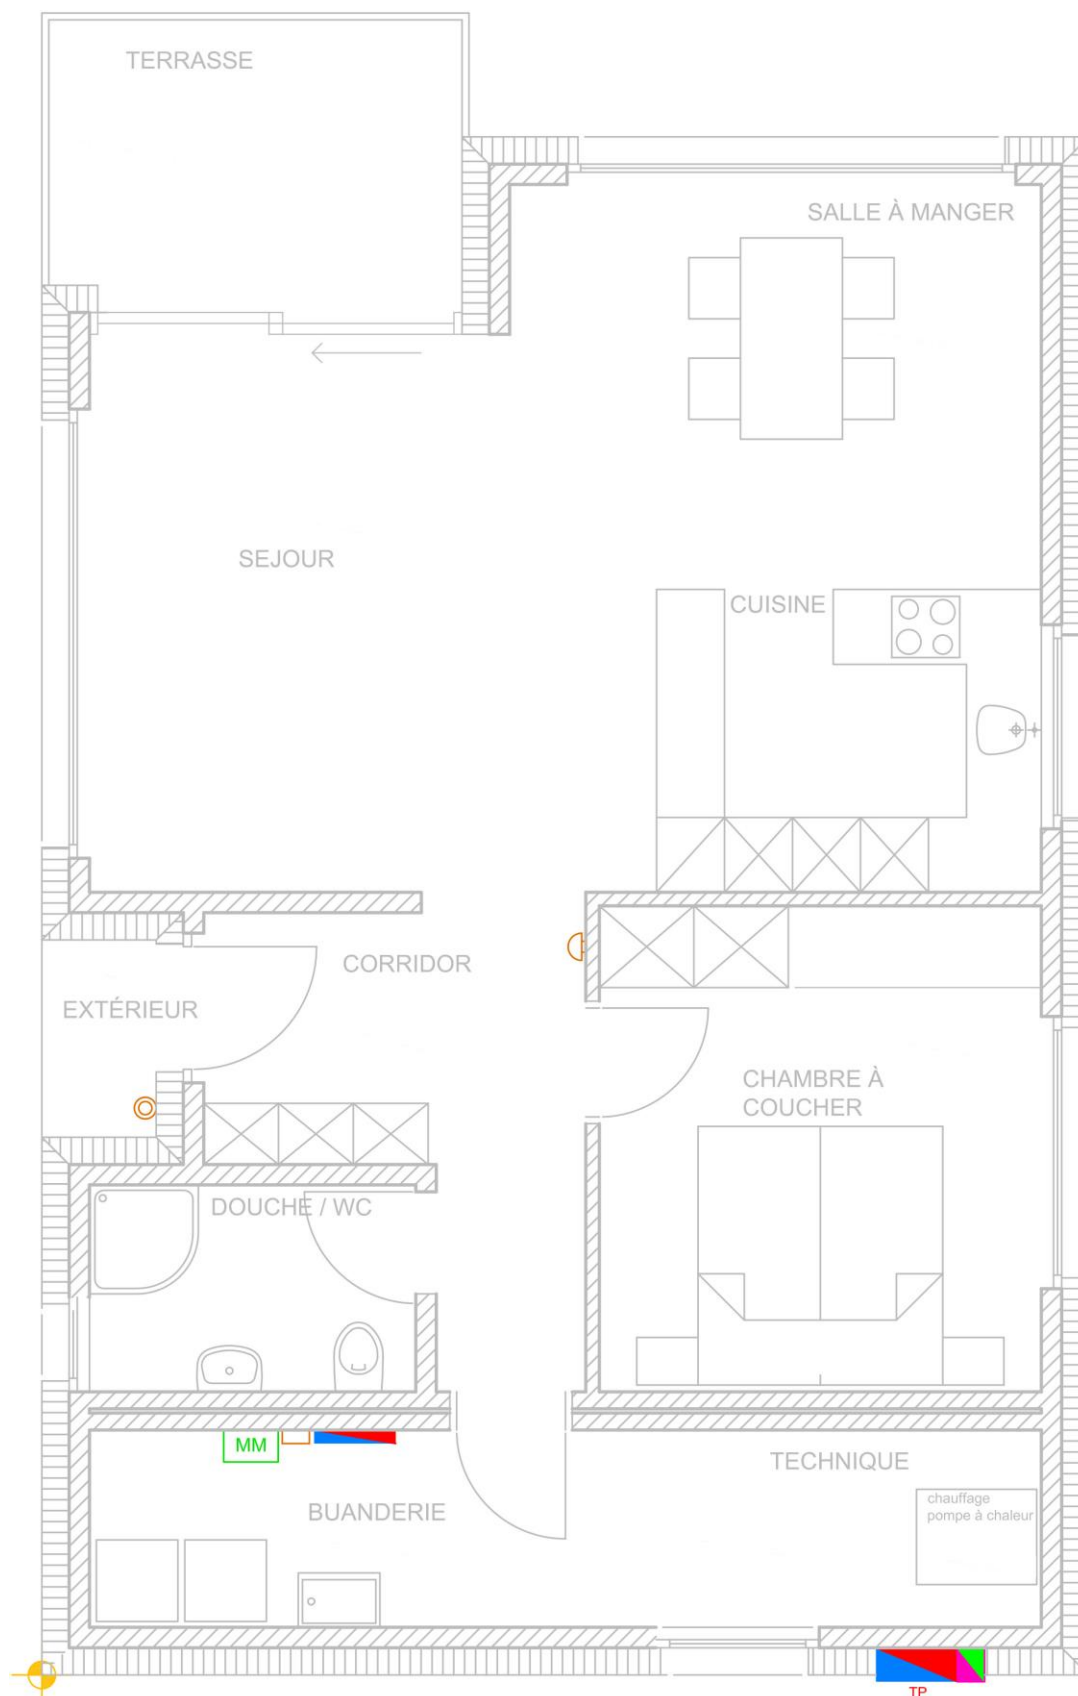 TERRASSE
SALLE À MANGER
SEJOUR
CUISINE
CORRIDOR
EXTÉRIEUR
CHAMBRE À
COUCHER
DOUCHE / WC
MM
TECHNIQUE
chauffage
pompe à chaleur
BUANDERIE
TP